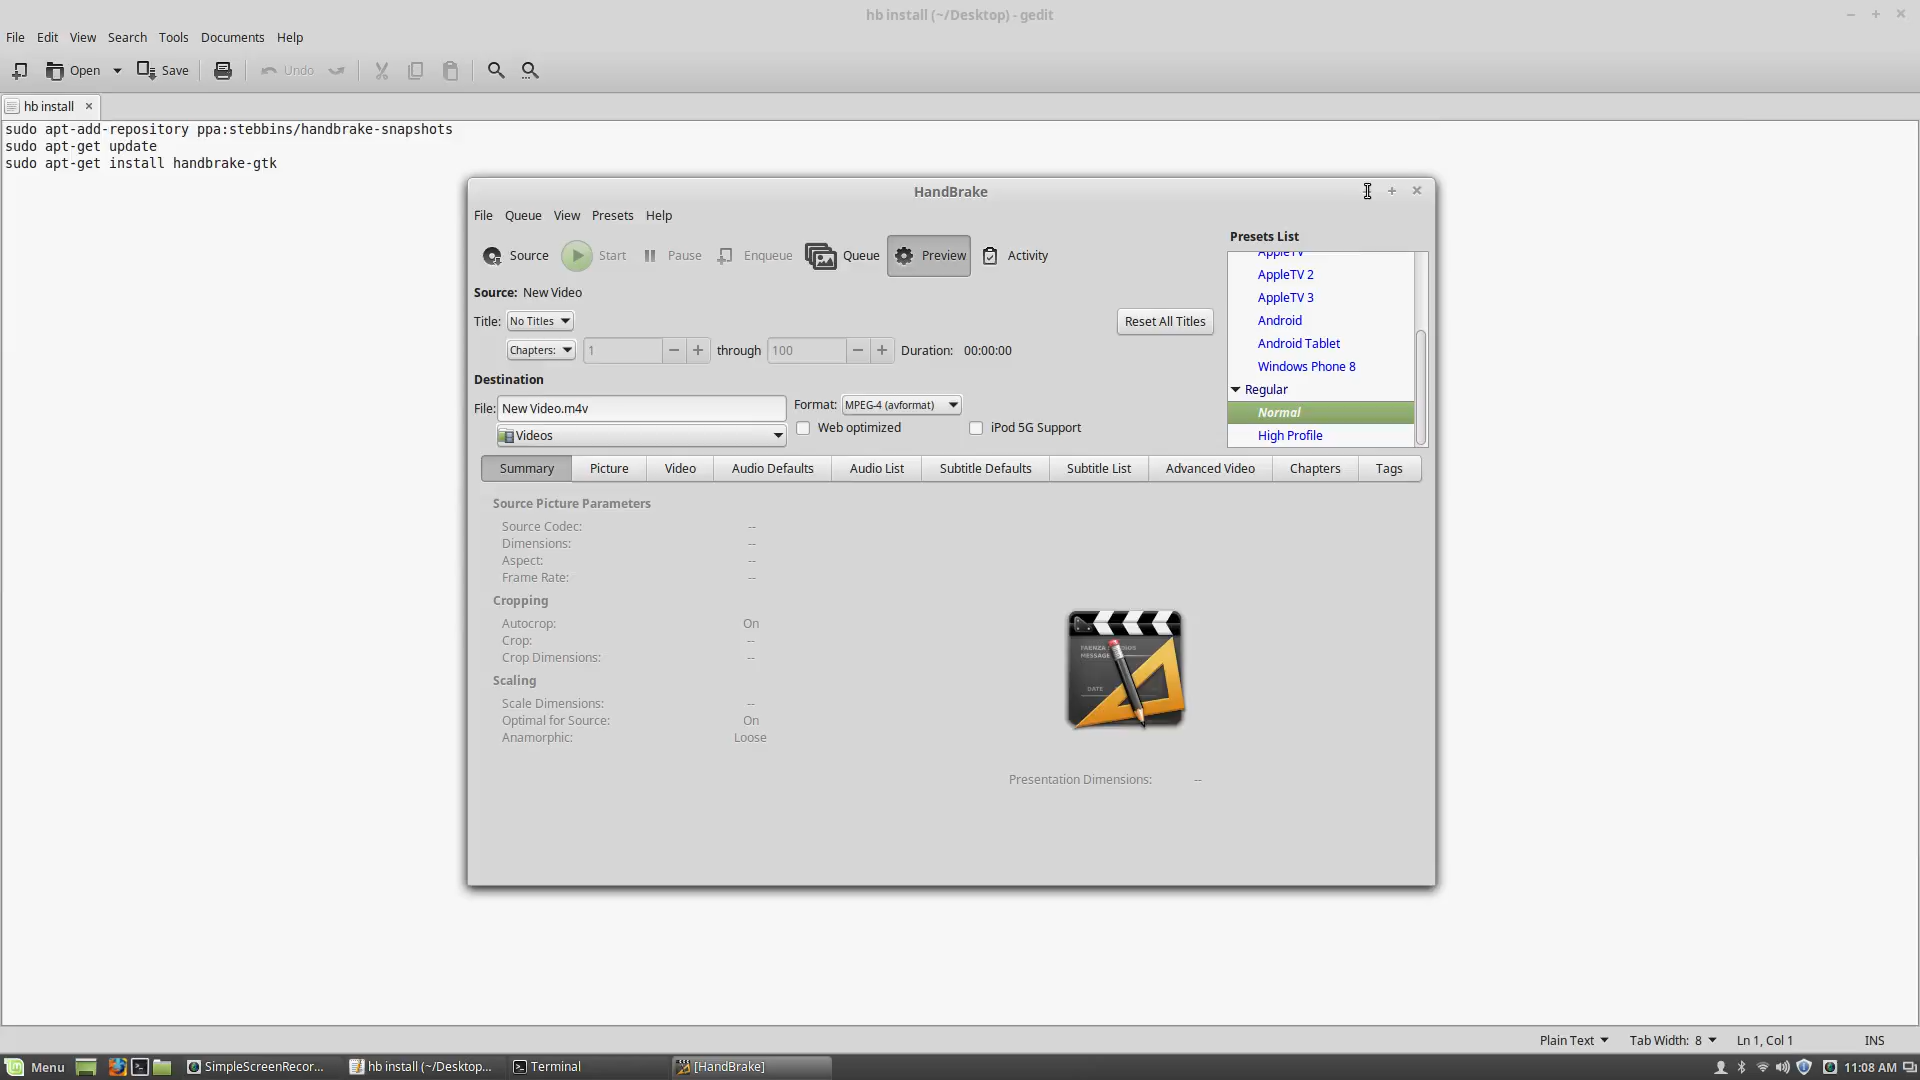 hb install (~/Desktop) - gedit
File Edit View Search Tools Documents Help
Open Save Undo
hb install
sudo apt-add-repository ppa:stebbins/handbrake-snapshots
sudo apt-get update
sudo apt-get install handbrake-gtk
HandBrake
File Queue View Presets Help
Source Start Pause Enqueue Queue Preview Activity
Source: New Video
Title: No Titles
Reset All Titles
Chapters: 1 through 100 Duration: 00:00:00
Destination
File: New Video.m4v
Format: MPEG-4 (avformat)
Videos
Web optimized
iPod 5G Support
Presets List
AppleTV
AppleTV 2
AppleTV 3
Android
Android Tablet
Windows Phone 8
Regular
Normal
High Profile
Summary Picture Video Audio Defaults Audio List Subtitle Defaults Subtitle List Advanced Video Chapters Tags
Source Picture Parameters
Source Codec: --
Dimensions: --
Aspect: --
Frame Rate: --
Cropping
Autocrop: On
Crop: --
Crop Dimensions: --
Scaling
Scale Dimensions: --
Optimal for Source: On
Anamorphic: Loose
MESSAGE
DATE
Presentation Dimensions: --
Plain Text Tab Width: 8 Ln 1, Col 1 INS
Menu SimpleScreenRecor... hb install (~/Desktop... Terminal [HandBrake] 11:08 AM